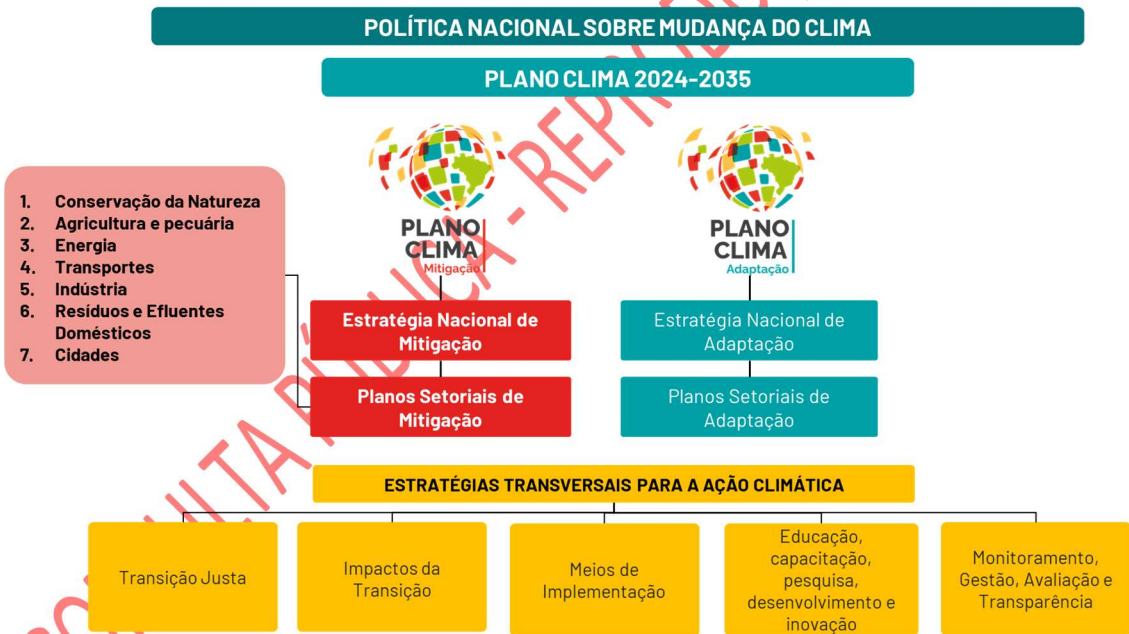 POLÍTICA NACIONAL SOBRE MUDANÇA DO CLIMA
PLANO CLIMA 2024-2035
1. Conservação da Natureza
2. Agricultura e pecuária
3. Energia
4. Transportes
5. Indústria
6. Resíduos e Efluentes
Domésticos
7. Cidades
PLANO
CLIMA
Mitigação
Estratégia Nacional de
Mitigação
Planos Setoriais de
Mitigação
PLANO
CLIMA
Adaptação
Estratégia Nacional de
Adaptação
Planos Setoriais de
Adaptação
ESTRATÉGIAS TRANSVERSAIS PARA A AÇÃO CLIMÁTICA
Transição Justa
Impactos da
Transição
Meios de
Implementação
Educação,
capacitação,
pesquisa,
desenvolvimento e
inovação
Monitoramento,
Gestão, Avaliação e
Transparência